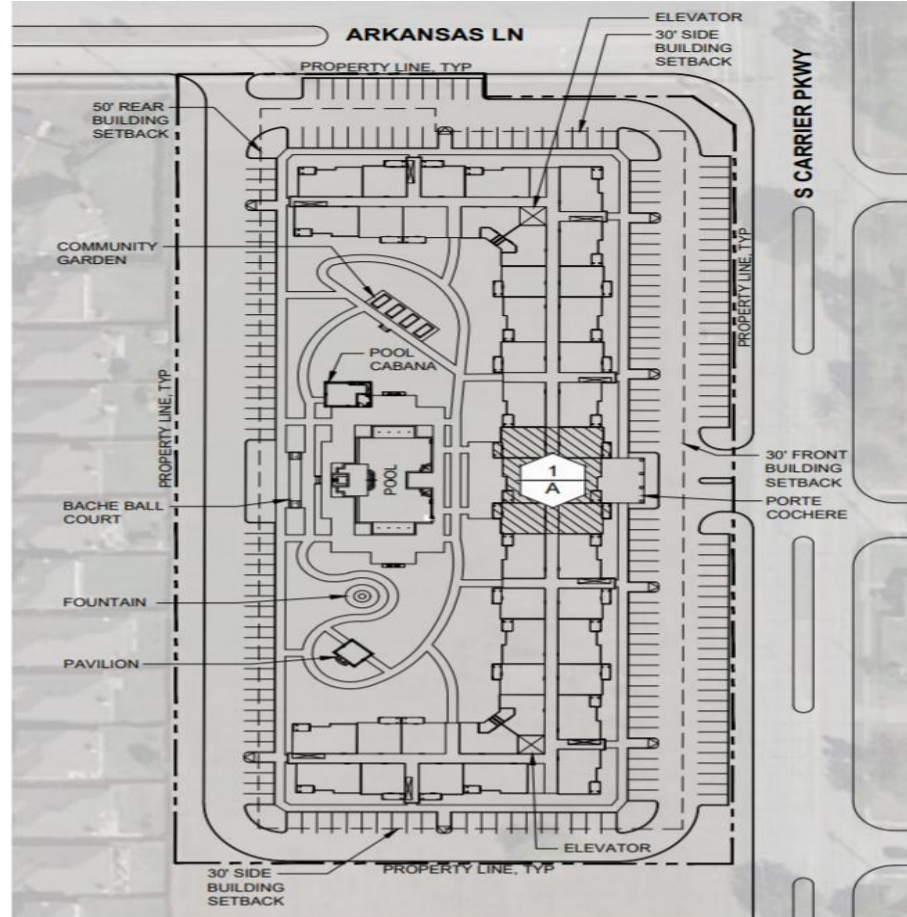 ELEVATOR
30' SIDE
BUILDING
SETBACK
ARKANSAS LN
PROPERTY LINE, TYP
50' REAR
BUILDING
SETBACK
S CARRIER PKWY
COMMUNITY
GARDEN
PROPERTY LINE, TYP
POOL
CABANA
PROPERTY LINE, TYP
POOL
1
A
30' FRONT
BUILDING
SETBACK
PORTE
COCHERE
BACHE BALL
COURT
FOUNTAIN
PAVILION
ELEVATOR
PROPERTY LINE, TYP
30' SIDE
BUILDING
SETBACK